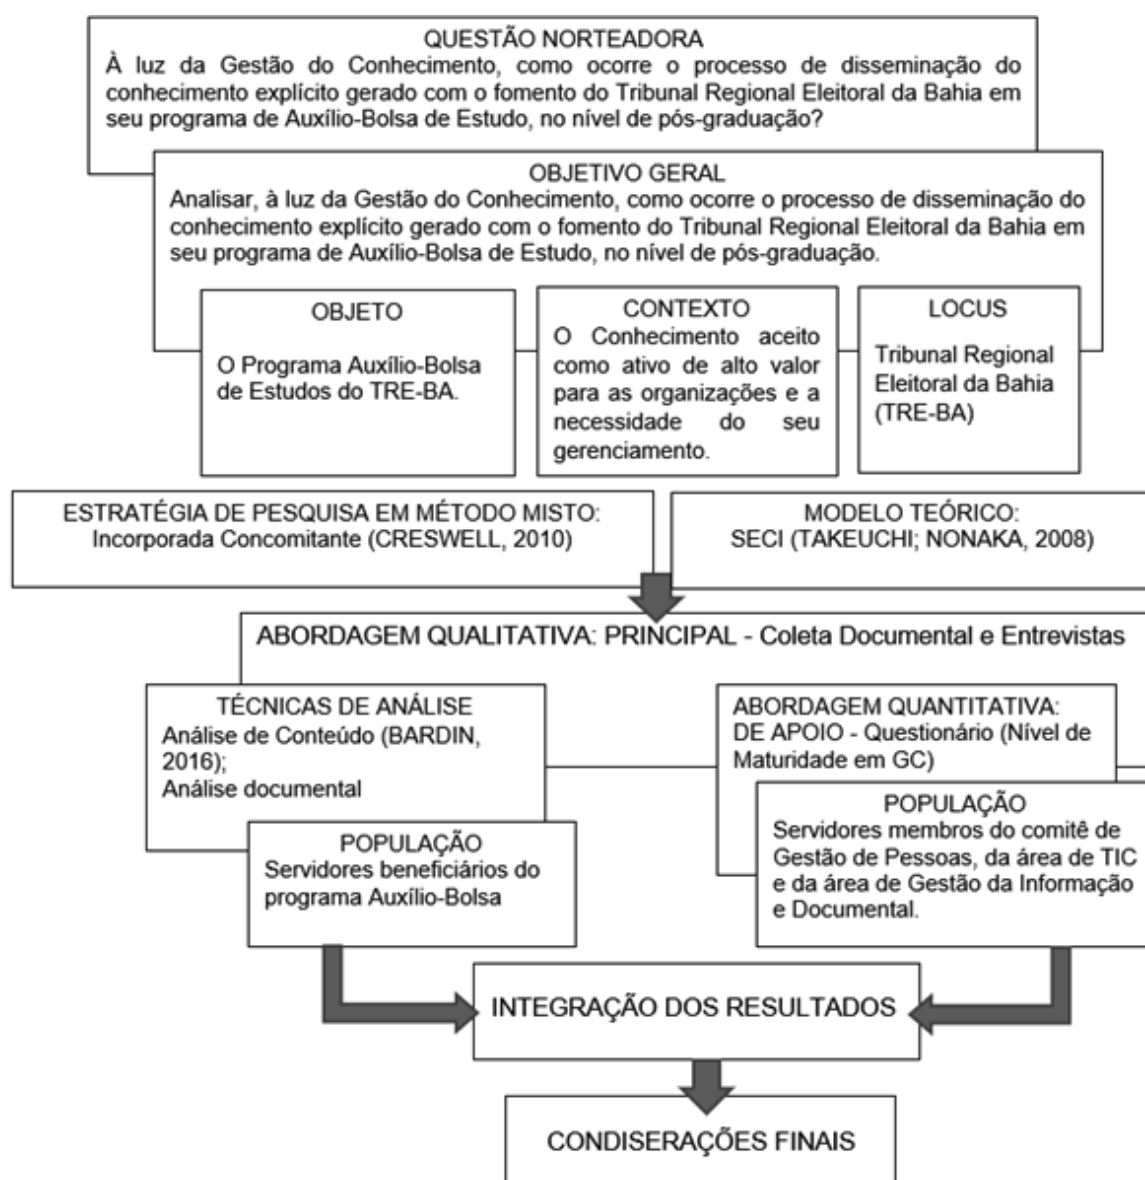 QUESTÃO NORTEADORA
À luz da Gestão do Conhecimento, como ocorre o processo de disseminação do
conhecimento explícito gerado com o fomento do Tribunal Regional Eleitoral da Bahia em
seu programa de Auxílio-Bolsa de Estudo, no nível de pós-graduação?
OBJETIVO GERAL
Analisar, à luz da Gestão do Conhecimento, como ocorre o processo de disseminação do
conhecimento explícito gerado com o fomento do Tribunal Regional Eleitoral da Bahia em
seu programa de Auxílio-Bolsa de Estudo, no nível de pós-graduação.
OBJETO
O Programa Auxílio-Bolsa
de Estudos do TRE-BA.
CONTEXTO
O Conhecimento aceito
como ativo de alto valor
para as organizações e a
necessidade do seu
gerenciamento.
LOCUS
Tribunal Regional
Eleitoral da Bahia
(TRE-BA)
ESTRATÉGIA DE PESQUISA EM MÉTODO MISTO:
Incorporada Concomitante (CRESWELL, 2010)
MODELO TEÓRICO:
SECI (TAKEUCHI; NONAKA, 2008)
ABORDAGEM QUALITATIVA: PRINCIPAL - Coleta Documental e Entrevistas
TÉCNICAS DE ANÁLISE
Análise de Conteúdo (BARDIN,
2016);
Análise documental
POPULAÇÃO
Servidores beneficiários do
programa Auxílio-Bolsa
ABORDAGEM QUANTITATIVA:
DE APOIO - Questionário (Nível de
Maturidade em GC)
POPULAÇÃO
Servidores membros do comitê de
Gestão de Pessoas, da área de TIC
e da área de Gestão da Informação
e Documental.
INTEGRAÇÃO DOS RESULTADOS
CONDISERAÇÕES FINAIS